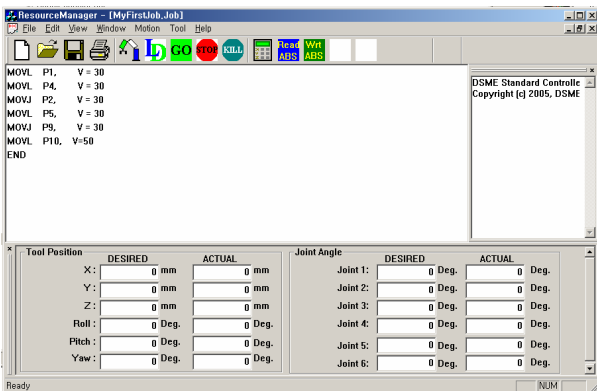 ResourceManager - [MyFirstJob,Job]
File Edit View Window Motion Tool Help
LD GO STOP KILL Read ABS Wrt ABS
MOVL P1, V = 30
MOVL P4, V = 30
MOVJ P2, V = 30
MOVL P5, V = 30
MOVJ P9, V = 30
MOVL P10, V=50
END
DSME Standard Controlle
Copyright (c) 2005, DSME
Tool Position
DESIRED ACTUAL
X : 0 mm 0 mm
Y : 0 mm 0 mm
Z : 0 mm 0 mm
Roll : 0 Deg. 0 Deg.
Pitch : 0 Deg. 0 Deg.
Yaw : 0 Deg. 0 Deg.
Joint Angle
DESIRED ACTUAL
Joint 1: 0 Deg. 0 Deg.
Joint 2: 0 Deg. 0 Deg.
Joint 3: 0 Deg. 0 Deg.
Joint 4: 0 Deg. 0 Deg.
Joint 5: 0 Deg. 0 Deg.
Joint 6: 0 Deg. 0 Deg.
Ready NUM